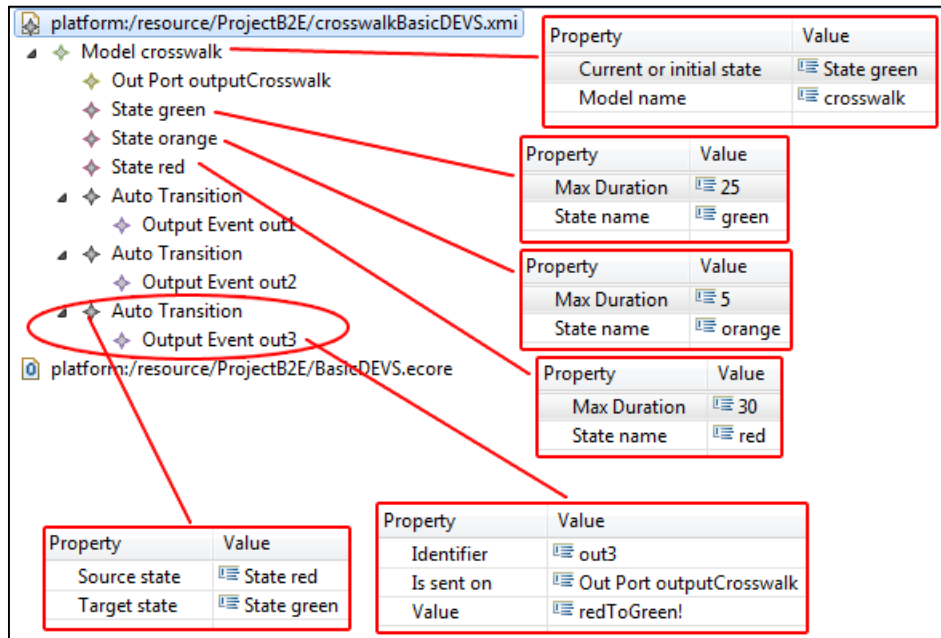 platform:/resource/ProjectB2E/crosswalkBasicDEVS.xmi
Model crosswalk
Out Port outputCrosswalk
State green
State orange
State red
Auto Transition
Output Event out1
Auto Transition
Output Event out2
Auto Transition
Output Event out3
platform:/resource/ProjectB2E/BasicDEVS.ecore
Property Value
Current or initial state State green
Model name crosswalk
Property Value
Max Duration 25
State name green
Property Value
Max Duration 5
State name orange
Property Value
Max Duration 30
State name red
Property Value
Source state State red
Target state State green
Property Value
Identifier out3
Is sent on Out Port outputCrosswalk
Value redToGreen!